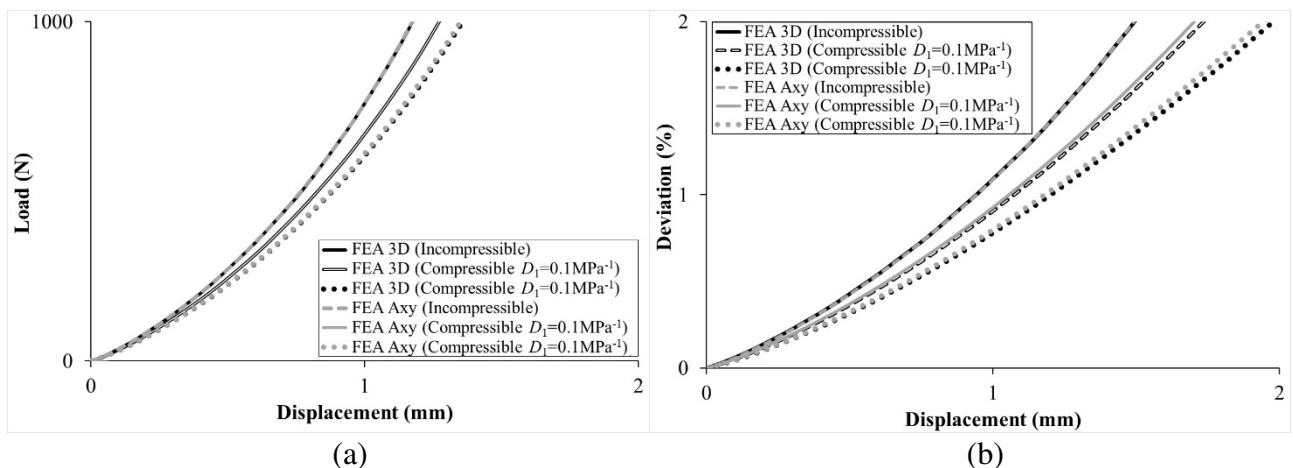 1000
Load (N)
0
FEA 3D (Incompressible)
FEA 3D (Compressible D₁=0.1MPa⁻¹)
FEA 3D (Compressible D₁=0.1MPa⁻¹)
FEA Axy (Incompressible)
FEA Axy (Compressible D₁=0.1MPa⁻¹)
FEA Axy (Compressible D₁=0.1MPa⁻¹)
0
1
2
Displacement (mm)
(a)
2
FEA 3D (Incompressible)
FEA 3D (Compressible D₁=0.1MPa⁻¹)
FEA 3D (Compressible D₁=0.1MPa⁻¹)
FEA Axy (Incompressible)
FEA Axy (Compressible D₁=0.1MPa⁻¹)
FEA Axy (Compressible D₁=0.1MPa⁻¹)
Deviation (%)
1
0
0
1
2
Displacement (mm)
(b)